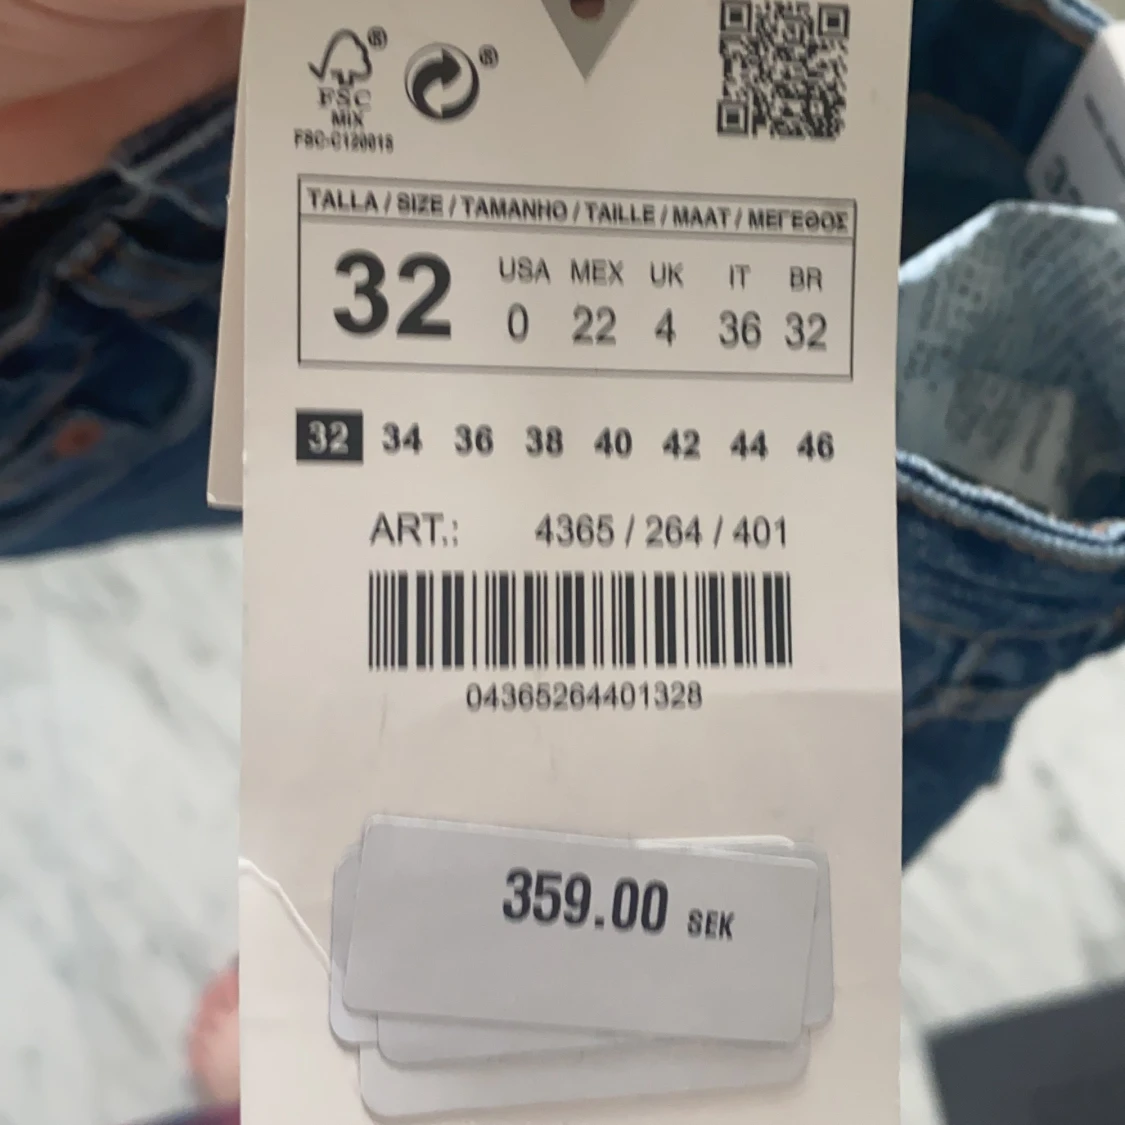 FSC
MIX
FSC-C120018
TALLA / SIZE / TAMANHO / TAILLE / MAAT / ΜΕΓΕΘΟΣ
32
USA MEX UK IT BR
0 22 4 36 32
32 34 36 38 40 42 44 46
ART.: 4365 / 264 / 401
04365264401328
359.00 SEK